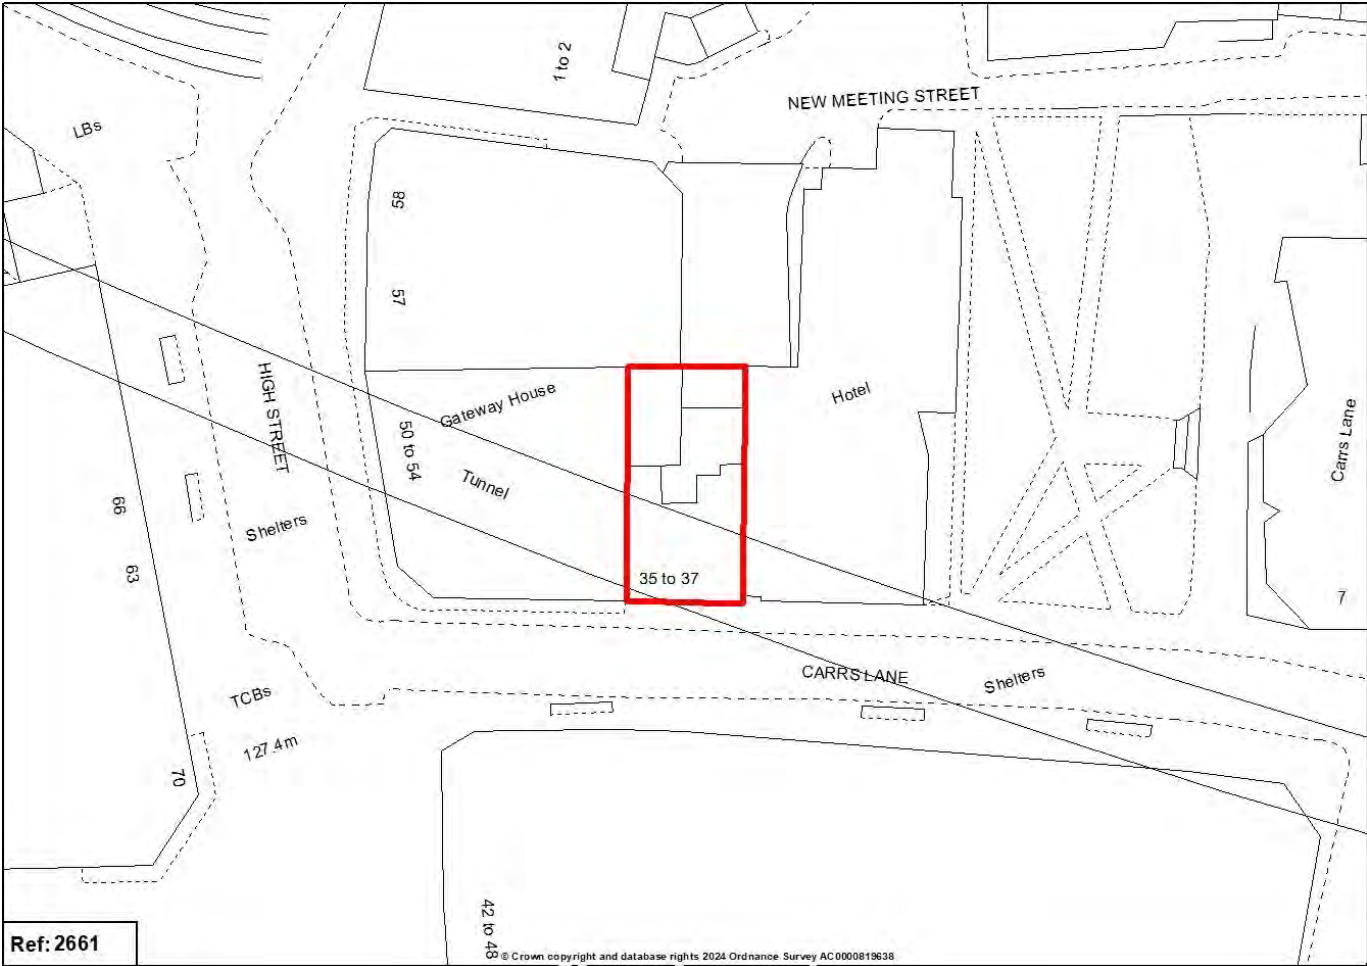 1 to 2
NEW MEETING STREET
LBs
58
57
HIGH STREET
Gateway House
Hotel
50 to 54
Tunnel
Carrs Lane
66
Shelters
63
35 to 37
7
CARRS LANE
Shelters
TCBs
127.4m
70
42 to 48
Ref: 2661
© Crown copyright and database rights 2024 Ordnance Survey AC0000819638